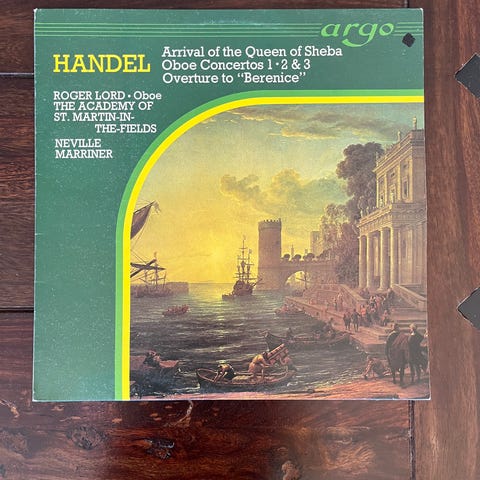 argo
HANDEL
Arrival of the Queen of Sheba
Oboe Concertos 1 • 2 & 3
Overture to "Berenice"
ROGER LORD • Oboe
THE ACADEMY OF
ST. MARTIN-IN-
THE-FIELDS
NEVILLE
MARRINER